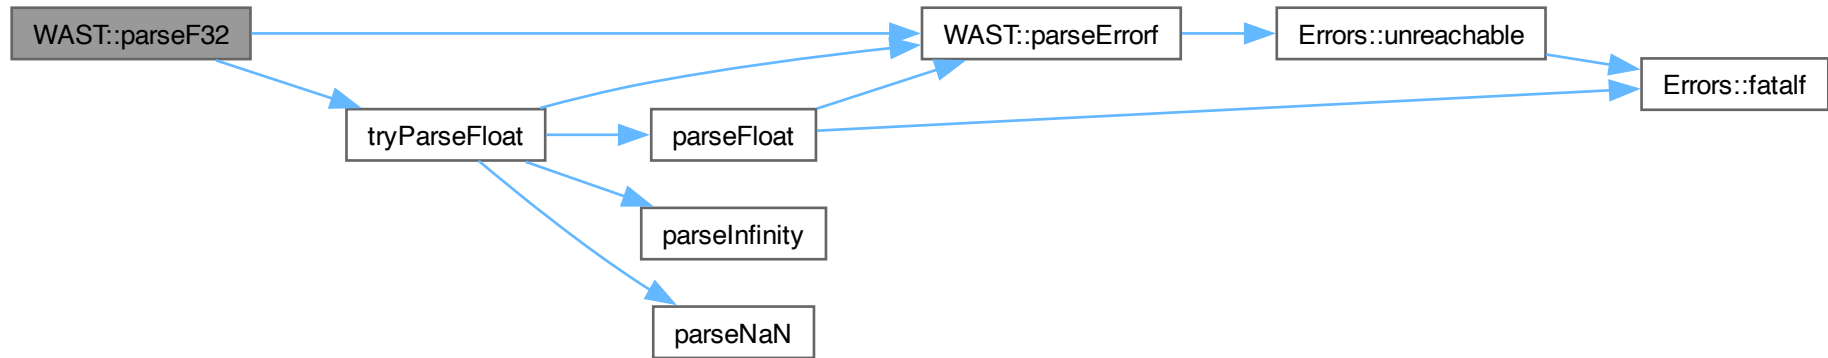 WAST::parseF32
WAST::parseErrorf
Errors::unreachable
Errors::fatalf
tryParseFloat
parseFloat
parseInfinity
parseNaN